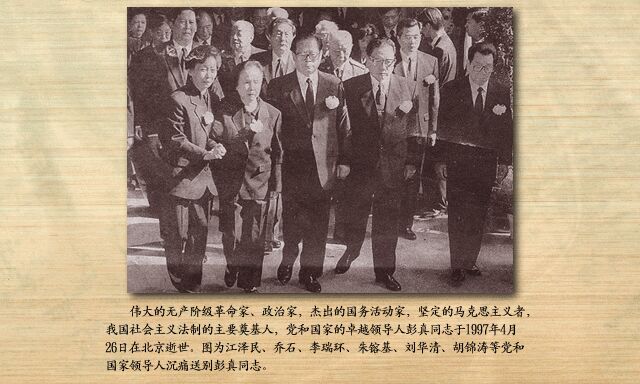 伟大的无产阶级革命家、政治家，杰出的国务活动家，坚定的马克思主义者，
我国社会主义法制的主要奠基人，党和国家的卓越领导人彭真同志于1997年4月
26日在北京逝世。图为江泽民、乔石、李瑞环、朱镕基、刘华清、胡锦涛等党和
国家领导人沉痛送别彭真同志。